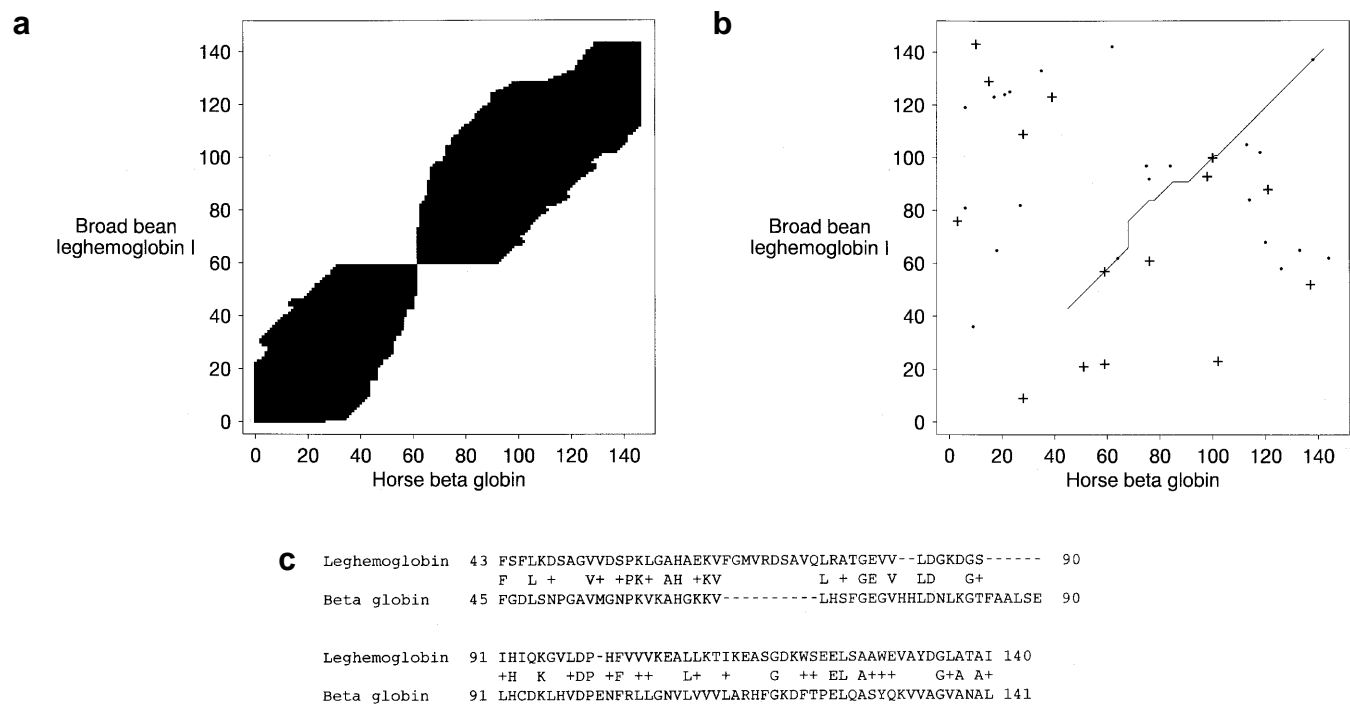 a
b
140
120
100
80
60
40
20
0
Broad bean
leghemoglobin I
0 20 40 60 80 100 120 140
Horse beta globin
140
120
100
80
60
40
20
0
Broad bean
leghemoglobin I
0 20 40 60 80 100 120 140
Horse beta globin
c
Leghemoglobin 43 FSFLKDSAGVVDSPKLGAHAEKVFGMVRDSAVQLRATGEVV--LDGKDGS------ 90
F L + V+ +PK+ AH +KV L + GE V LD G+
Beta globin 45 FGDLSNPGAVMGNPKVKAHGKKV----------LHSFGEGVHHLDNLKGTFAALSE 90
Leghemoglobin 91 IHIQKGVLDP-HFVVVKEALLKTIKEASGDKWSEELSAAWEVAYDGLATAI 140
+H K +DP +F ++ L+ + G ++ EL A+++ G+A A+
Beta globin 91 LHCDKLHVDPENFRLLGNVLVVVLARHFGKDFTPELQASYQKVVAGVANAL 141